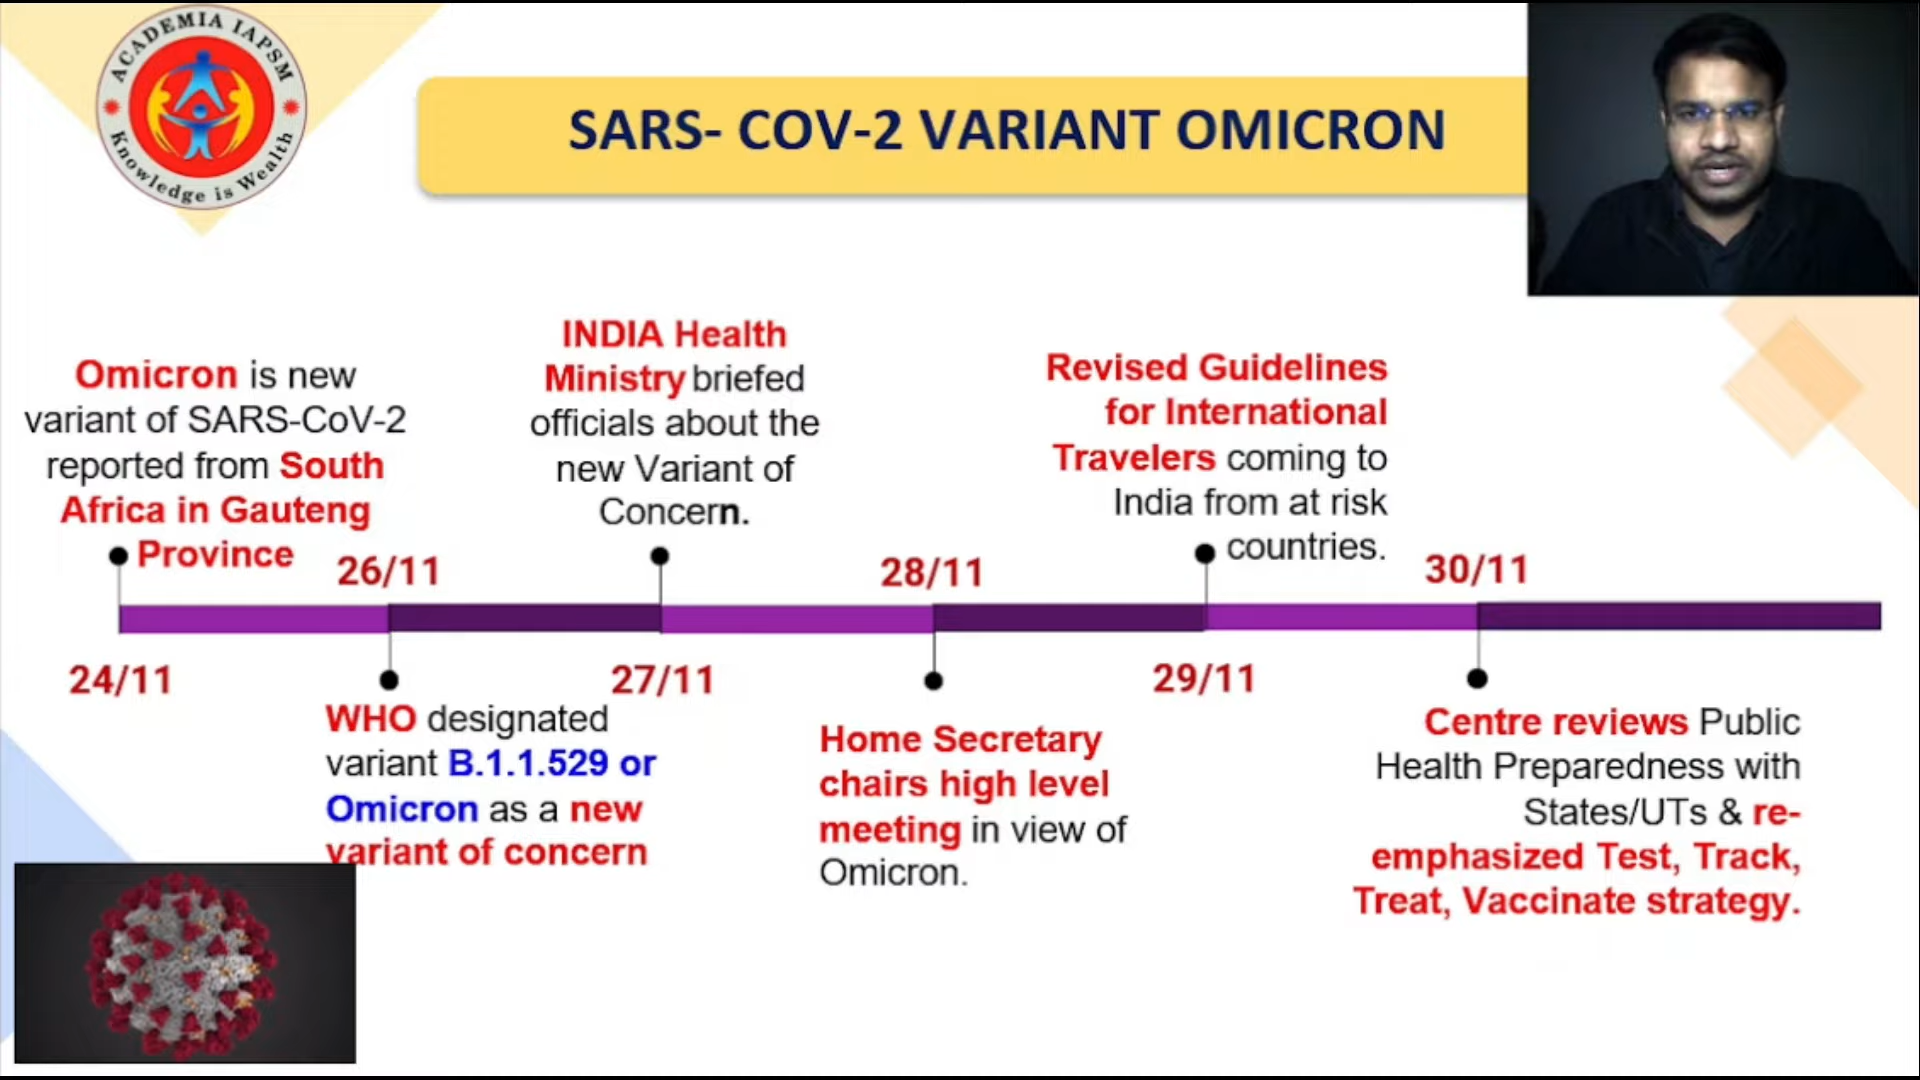 ACADEMIA IAPSM
Knowledge is Wealth
SARS- COV-2 VARIANT OMICRON
Omicron is new
variant of SARS-CoV-2
reported from South
Africa in Gauteng
Province
24/11
26/11
WHO designated
variant B.1.1.529 or
Omicron as a new
variant of concern
INDIA Health
Ministry briefed
officials about the
new Variant of
Concern.
27/11
28/11
Home Secretary
chairs high level
meeting in view of
Omicron.
Revised Guidelines
for International
Travelers coming to
India from at risk
countries.
29/11
30/11
Centre reviews Public
Health Preparedness with
States/UTs & re-
emphasized Test, Track,
Treat, Vaccinate strategy.